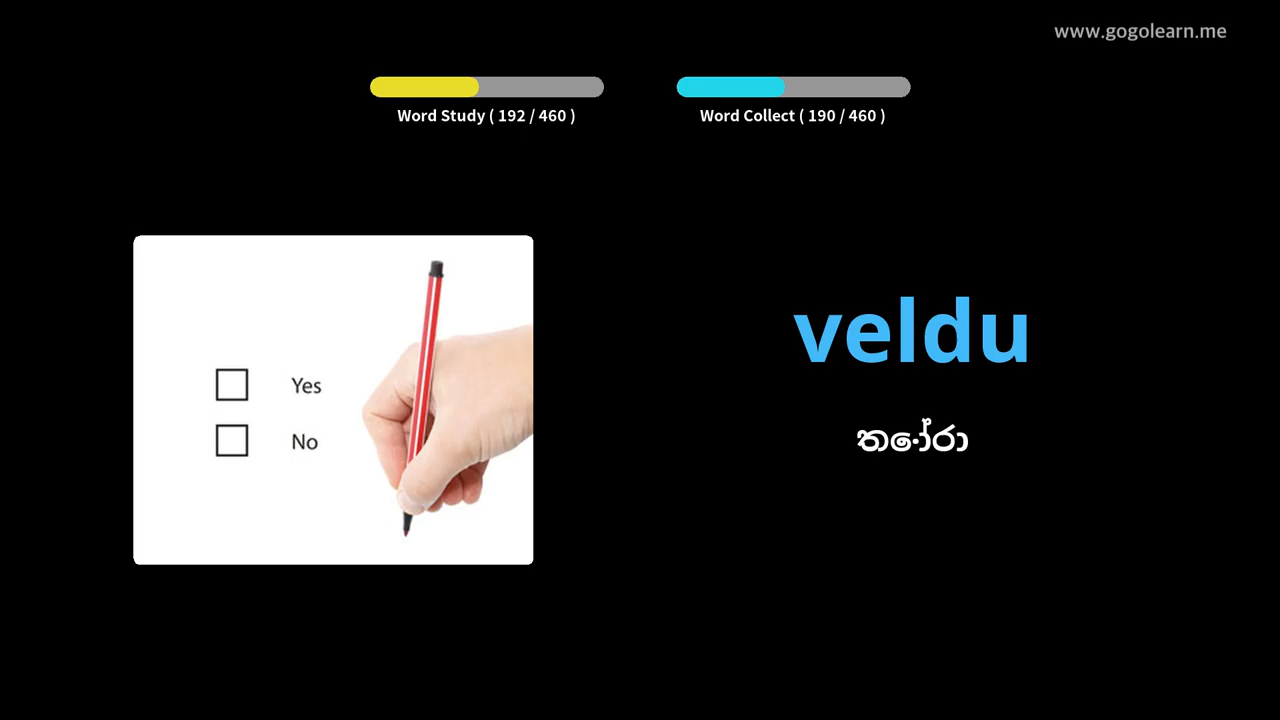 www.gogolearn.me
Word Study ( 192 / 460 )
Word Collect ( 190 / 460 )
Yes
No
veldu
තෝරා